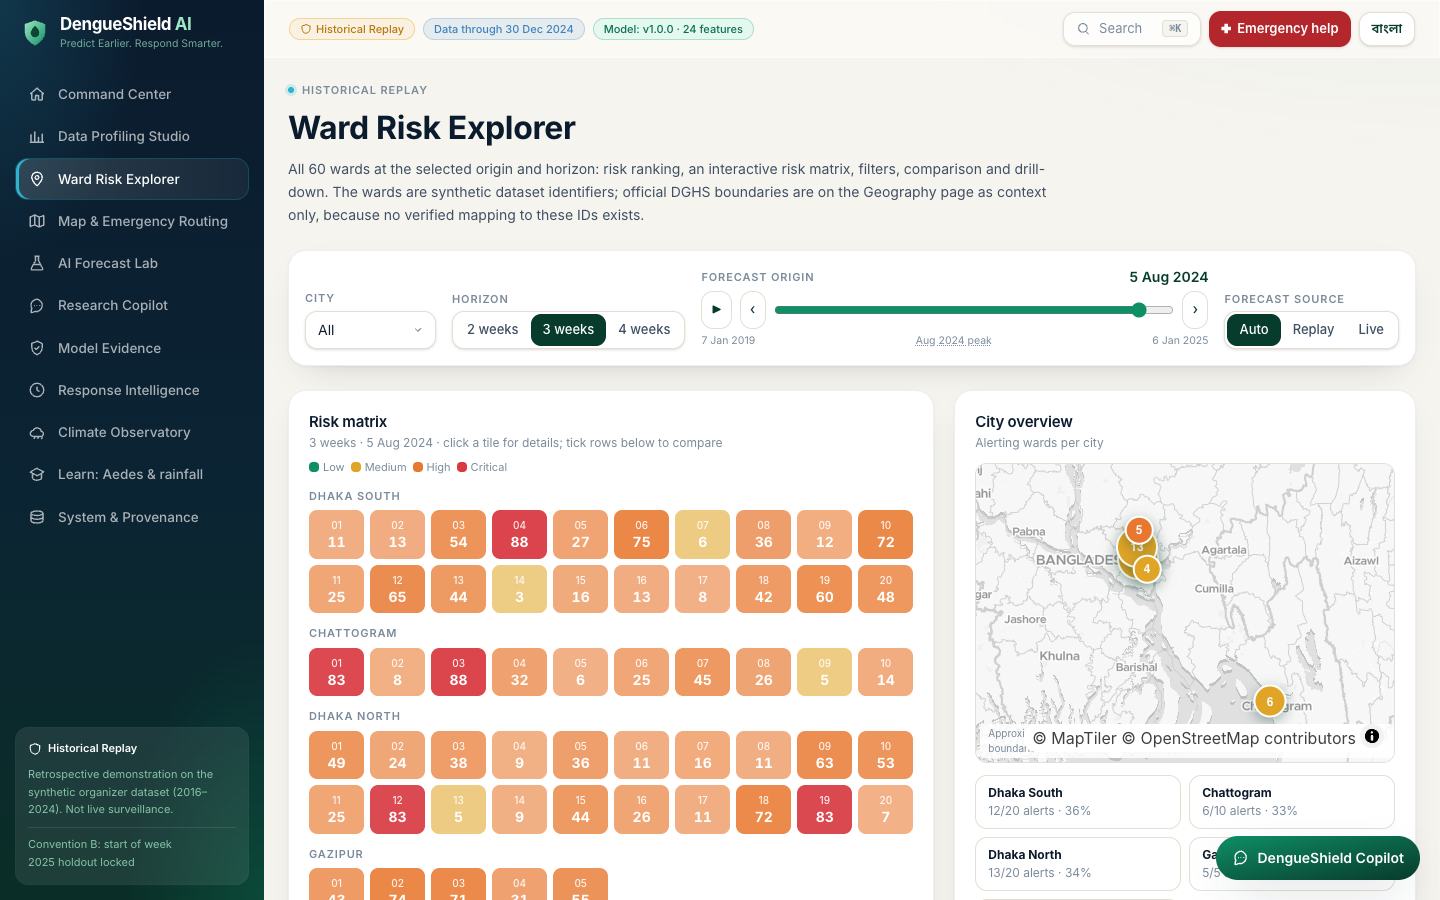 DengueShield AI
Predict Earlier. Respond Smarter.
Command Center
Data Profiling Studio
Ward Risk Explorer
Map & Emergency Routing
AI Forecast Lab
Research Copilot
Model Evidence
Response Intelligence
Climate Observatory
Learn: Aedes & rainfall
System & Provenance
Historical Replay
Retrospective demonstration on the
synthetic organizer dataset (2016–
2024). Not live surveillance.
Convention B: start of week
2025 holdout locked
Historical Replay
Data through 30 Dec 2024
Model: v1.0.0 · 24 features
Search ⌘K
Emergency help
বাংলা
HISTORICAL REPLAY
Ward Risk Explorer
All 60 wards at the selected origin and horizon: risk ranking, an interactive risk matrix, filters, comparison and drill-
down. The wards are synthetic dataset identifiers; official DGHS boundaries are on the Geography page as context
only, because no verified mapping to these IDs exists.
CITY
All
HORIZON
2 weeks 3 weeks 4 weeks
FORECAST ORIGIN 5 Aug 2024
7 Jan 2019 Aug 2024 peak 6 Jan 2025
FORECAST SOURCE
Auto Replay Live
Risk matrix
3 weeks · 5 Aug 2024 · click a tile for details; tick rows below to compare
Low Medium High Critical
DHAKA SOUTH
01 02 03 04 05 06 07 08 09 10
11 13 54 88 27 75 6 36 12 72
11 12 13 14 15 16 17 18 19 20
25 65 44 3 16 13 8 42 60 48
CHATTOGRAM
01 02 03 04 05 06 07 08 09 10
83 8 88 32 6 25 45 26 5 14
DHAKA NORTH
01 02 03 04 05 06 07 08 09 10
49 24 38 9 36 11 16 11 63 53
11 12 13 14 15 16 17 18 19 20
25 83 5 9 44 26 11 72 83 7
GAZIPUR
01 02 03 04 05
43 74 71 31 55
City overview
Alerting wards per city
ahi
Pabna
5
13
BANGLADES
4
Agartala
Aizawl
gar
Cumilla
Jashore
Khulna
Barishal
6
Ch gram
Approxi
boundar
© MapTiler © OpenStreetMap contributors
Dhaka South
12/20 alerts · 36%
Chattogram
6/10 alerts · 33%
Dhaka North
13/20 alerts · 34%
Ga
5/5
DengueShield Copilot